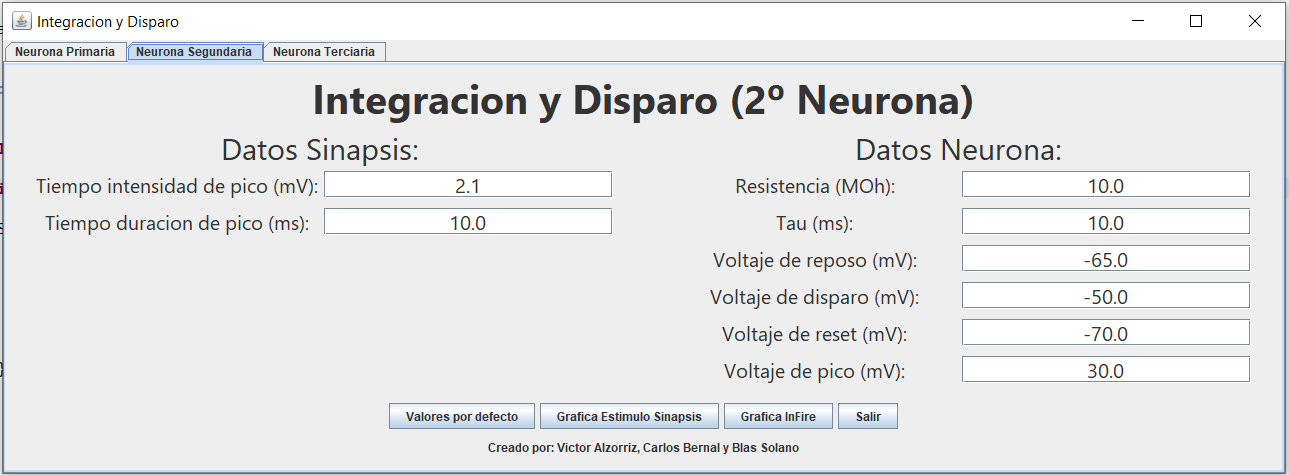 Integracion y Disparo
Neurona Primaria Neurona Segundaria Neurona Terciaria
Integracion y Disparo (2º Neurona)
Datos Sinapsis: Datos Neurona:
Tiempo intensidad de pico (mV): 2.1 Resistencia (MOh): 10.0
Tiempo duracion de pico (ms): 10.0 Tau (ms): 10.0
Voltaje de reposo (mV): -65.0
Voltaje de disparo (mV): -50.0
Voltaje de reset (mV): -70.0
Voltaje de pico (mV): 30.0
Valores por defecto Grafica Estimulo Sinapsis Grafica InFire Salir
Creado por: Victor Alzorriz, Carlos Bernal y Blas Solano